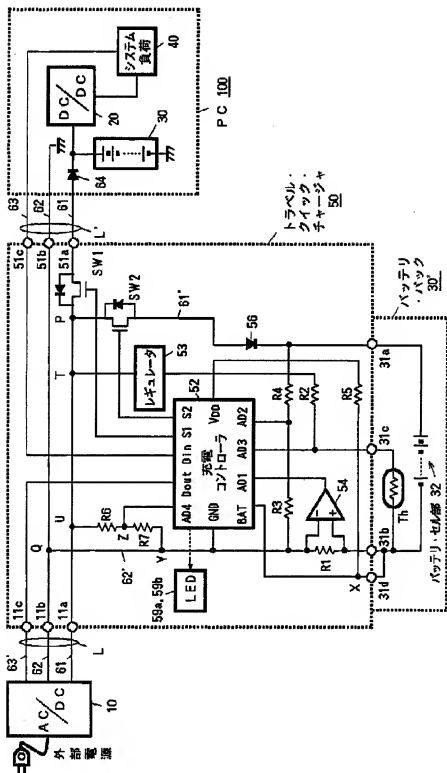 外部電源
AC/DC
10
63'
62
61
L
11c
11b
11a
Q
U
T
P
R6
Z
R7
Y
62'
59a, 59b
LED
AD4
Dout
Din
S1
S2
GND
充電
コントローラ
52
VDD
BAT
AD1
AD3
AD2
レギュレータ
53
SW1
SW2
61"
56
R4
R2
R5
R3
54
R1
X
51c
51b
51a
L'
63
62
61
64
30
DC/DC
20
システム
負荷
40
PC 100
トラベル・
クイック・
チャージャ
50
31d
31b
31c
31a
Th
バッテリ・セル部 32
バッテリ・パック
30'